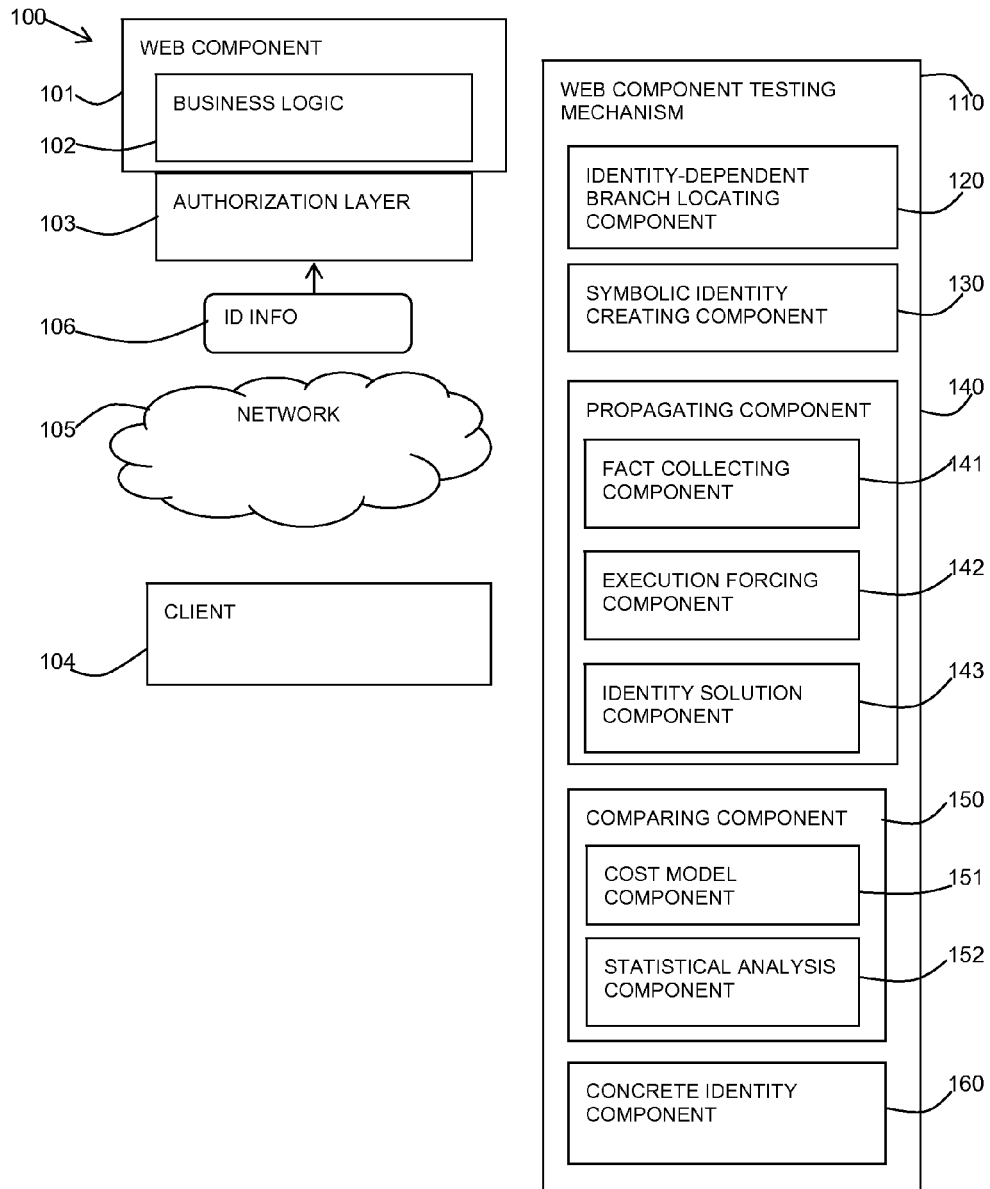 100
WEB COMPONENT
101
BUSINESS LOGIC
102
AUTHORIZATION LAYER
103
ID INFO
106
NETWORK
105
CLIENT
104
WEB COMPONENT TESTING
MECHANISM
110
IDENTITY-DEPENDENT
BRANCH LOCATING
COMPONENT
120
SYMBOLIC IDENTITY
CREATING COMPONENT
130
PROPAGATING COMPONENT
140
FACT COLLECTING
COMPONENT
141
EXECUTION FORCING
COMPONENT
142
IDENTITY SOLUTION
COMPONENT
143
COMPARING COMPONENT
150
COST MODEL
COMPONENT
151
STATISTICAL ANALYSIS
COMPONENT
152
CONCRETE IDENTITY
COMPONENT
160